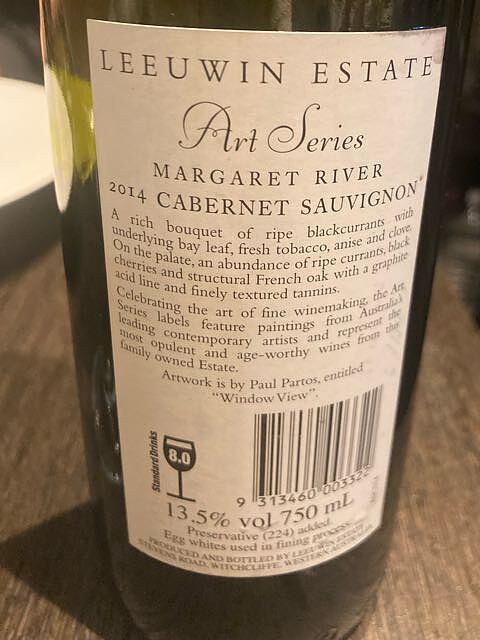 LEEUWIN ESTATE
Art Series
MARGARET RIVER
2014 CABERNET SAUVIGNON
A rich bouquet of ripe blackcurrants with
underlying bay leaf, fresh tobacco, anise and clove.
On the palate, an abundance of ripe currants, black
cherries and structural French oak with a graphite
acid line and finely textured tannins.
Celebrating the art of fine winemaking, the Art
Series labels feature paintings from Australia's
leading contemporary artists and represent the
most opulent and age-worthy wines from this
family owned Estate.
Artwork is by Paul Partos, entitled
"Window View".
Standard Drinks
8.0
9 313460 003322
13.5% vol 750 mL
Preservative (224) added.
Egg whites used in fining process.
PRODUCED AND BOTTLED BY LEEUWIN ESTATE
STEVENS ROAD, WITCHCLIFFE, WESTERN AUSTRALIA